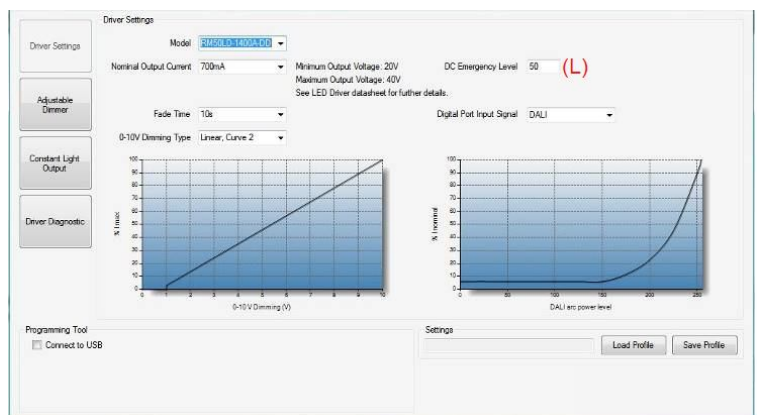 Driver Settings
Driver Settings
Model RM50LD-1400A-DD
Nominal Output Current 700mA Minimum Output Voltage: 20V DC Emergency Level 50 (L)
Maximum Output Voltage: 40V
See LED Driver datasheet for further details.
Adjustable
Dimmer
Fade Time 10s Digital Port Input Signal DALI
0-10V Dimming Type Linear, Curve 2
Constant Light
Output
Driver Diagnostic
% Imax
100
90
80
70
60
50
40
30
20
10
0
0 1 2 3 4 5 6 7 8 9 10
0-10 V Dimming (V)
% I nominal
100
90
80
70
60
50
40
30
20
10
0
0 50 100 150 200 250
DALI arc power level
Programming Tool
Connect to USB
Settings
Load Profile Save Profile